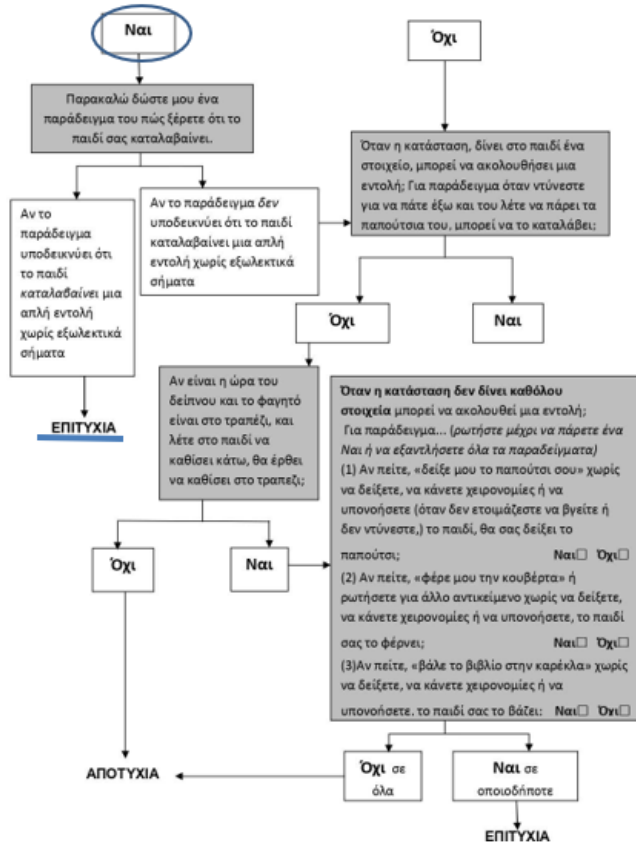 Ναι
Όχι
Παρακαλώ δώστε μου ένα
παράδειγμα του πώς ξέρετε ότι το
παιδί σας καταλαβαίνει.
Όταν η κατάσταση, δίνει στο παιδί ένα
στοιχείο, μπορεί να ακολουθήσει μια
εντολή; Για παράδειγμα όταν ντύνεστε
για να πάτε έξω και του λέτε να πάρει τα
παπούτσια του, μπορεί να το καταλάβει;
Αν το
παράδειγμα
υποδεικνύει ότι
το παιδί
καταλαβαίνει μια
απλή εντολή
χωρίς εξωλεκτικά
σήματα
Αν το παράδειγμα δεν
υποδεικνύει ότι το παιδί
καταλαβαίνει μια απλή
εντολή χωρίς εξωλεκτικά
σήματα
Όχι
Ναι
ΕΠΙΤΥΧΙΑ
Αν είναι η ώρα του
δείπνου και το φαγητό
είναι στο τραπέζι, και
λέτε στο παιδί να
καθίσει κάτω, θα έρθει
να καθίσει στο τραπεζι;
Όταν η κατάσταση δεν δίνει καθόλου
στοιχεία μπορεί να ακολουθεί μια εντολή;
Για παράδειγμα... (ρωτήστε μέχρι να πάρετε ένα
Ναι ή να εξαντλήσετε όλα τα παραδείγματα)
(1) Αν πείτε, «δείξε μου το παπούτσι σου» χωρίς
να δείξετε, να κάνετε χειρονομίες ή να
υπονοήσετε (όταν δεν ετοιμάζεστε να βγείτε ή
δεν ντύνεστε,) το παιδί, θα σας δείξει το
παπούτσι; Ναι☐ Όχι☐
(2) Αν πείτε, «φέρε μου την κουβέρτα» ή
ρωτήσετε για άλλο αντικείμενο χωρίς να δείξετε,
να κάνετε χειρονομίες ή να υπονοήσετε, το παιδί
σας το φέρνει; Ναι☐ Όχι☐
(3)Αν πείτε, «βάλε το βιβλίο στην καρέκλα» χωρίς
να δείξετε, να κάνετε χειρονομίες ή να
υπονοήσετε, το παιδί σας το βάζει; Ναι☐ Όχι☐
Όχι
Ναι
ΑΠΟΤΥΧΙΑ
Όχι σε
όλα
Ναι σε
οποιοδήποτε
ΕΠΙΤΥΧΙΑ